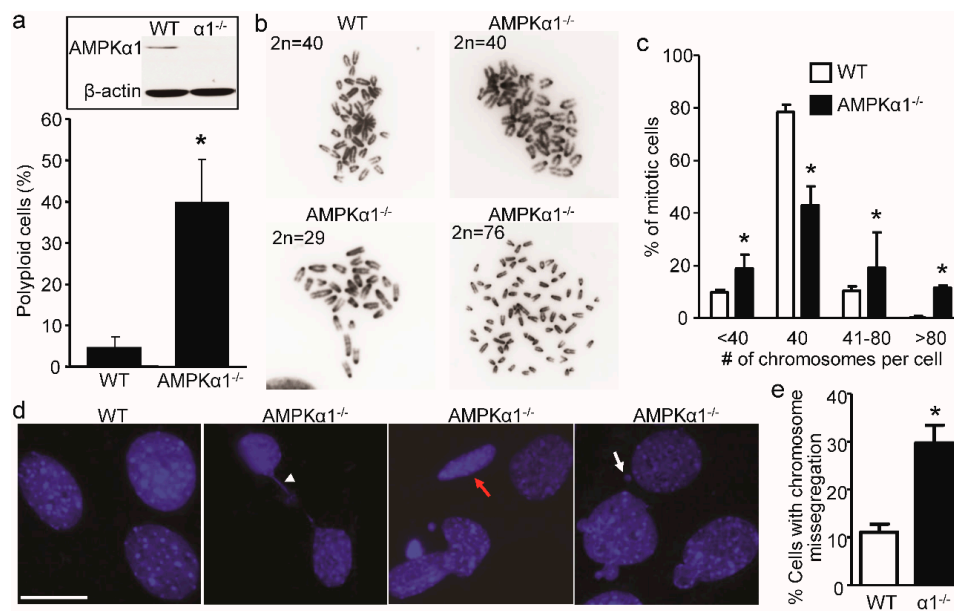 a
WT α1-/-
AMPKα1
β-actin
Polyploid cells (%)
60
50
40
30
20
10
0
*
WT AMPKα1-/-
b
WT AMPKα1-/-
2n=40 2n=40
AMPKα1-/- AMPKα1-/-
2n=29 2n=76
c
WT
AMPKα1-/-
% of mitotic cells
100
80
60
40
20
0
* * * *
<40 40 41-80 >80
# of chromosomes per cell
d
WT AMPKα1-/- AMPKα1-/- AMPKα1-/-
e
% Cells with chromosome
missegregation
40
30
20
10
0
*
WT α1-/-